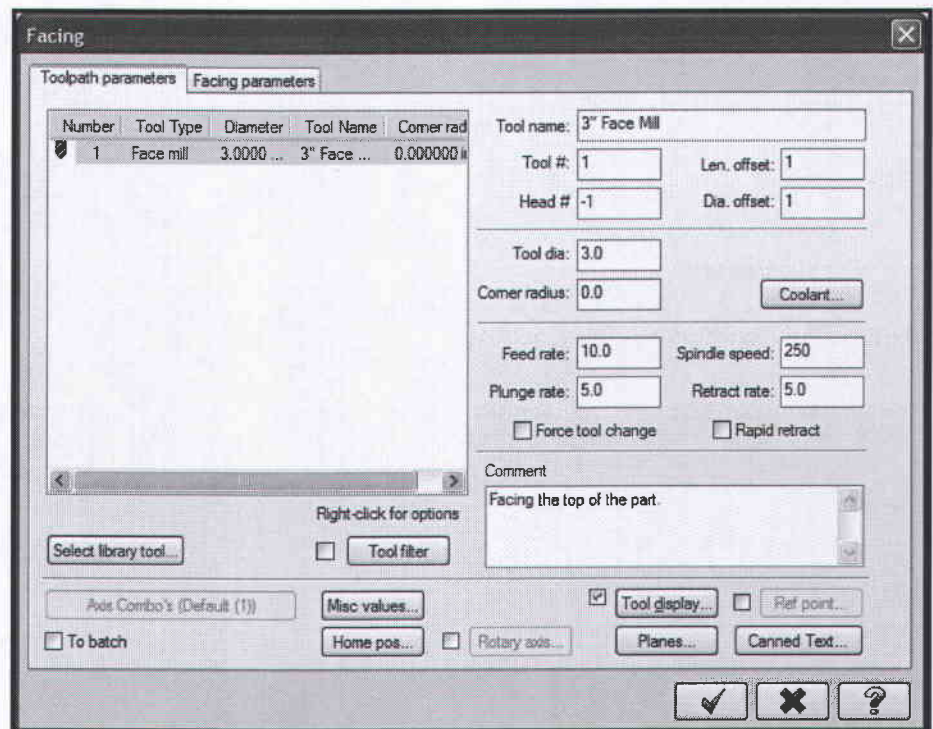 Facing
Toolpath parameters Facing parameters
Number Tool Type Diameter Tool Name Corner rad
1 Face mill 3.0000 ... 3" Face ... 0.000000 i
Tool name: 3" Face Mill
Tool #: 1 Len. offset: 1
Head # -1 Dia. offset: 1
Tool dia: 3.0
Corner radius: 0.0 Coolant...
Feed rate: 10.0 Spindle speed: 250
Plunge rate: 5.0 Retract rate: 5.0
Force tool change Rapid retract
Comment
Facing the top of the part.
Right-click for options
Select library tool... Tool filter
Axis Combo's (Default (1)) Misc values... Tool display... Ref point...
To batch Home pos... Rotary axis... Planes... Canned Text...